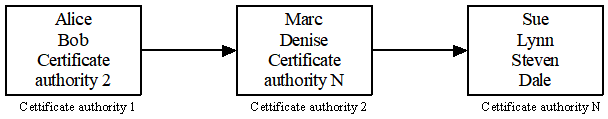 Alice
Bob
Certificate
authority 2
Cettificate authority 1
Marc
Denise
Certificate
authority N
Cettificate authority 2
Sue
Lynn
Steven
Dale
Cettificate authority N